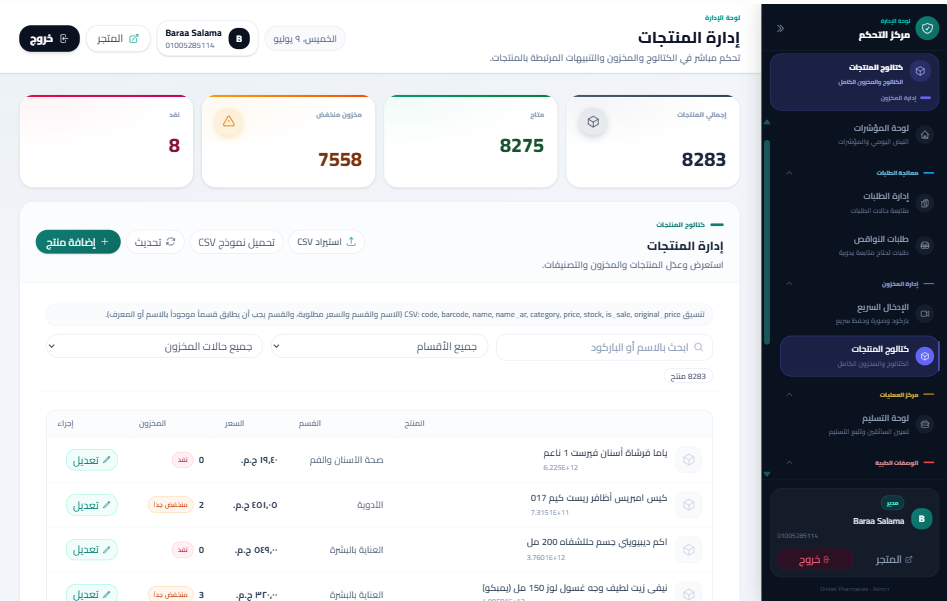 لوحة الإدارة
مركز التحكم
كتالوج المنتجات
الكتالوج والمخزون الكامل
إدارة المخزون
لوحة المؤشرات
النبض اليومي والمؤشرات
معالجة الطلبات
إدارة الطلبات
متابعة حالات الطلبات
طلبات النواقص
طلبات تحتاج متابعة يدوية
إدارة المخزون
الإدخال السريع
باركود وصورة وحفظ سريع
كتالوج المنتجات
الكتالوج والمخزون الكامل
مركز العمليات
لوحة التسليم
تعيين السائقين وتتبع التسليم
الوصفات الطبية
مدير
Baraa Salama
B
01005285114
المتجر
خروج
United Pharmacies - Admin
لوحة الإدارة
إدارة المنتجات
تحكم مباشر في الكتالوج والمخزون والتنبيهات المرتبطة بالمنتجات.
الخميس، ٩ يوليو
B
Baraa Salama
01005285114
المتجر
خروج
إجمالي المنتجات
8283
متاح
8275
مخزون منخفض
7558
نفد
8
كتالوج المنتجات
إدارة المنتجات
استعرض وعدّل المنتجات والمخزون والتصنيفات.
استيراد CSV
تحميل نموذج CSV
تحديث
إضافة منتج
تنسيق CSV: code, barcode, name, name_ar, category, price, stock, is_sale, original_price (الاسم والقسم والسعر مطلوبة، والقسم يجب أن يطابق قسماً موجوداً بالاسم أو المعرف).
ابحث بالاسم أو الباركود
جميع الأقسام
جميع حالات المخزون
8283 منتج
المنتج القسم السعر المخزون إجراء
ياما فرشاة أسنان فيرست 1 ناعم
6.225E+12
صحة الأسنان والفم ١٩٫٤٠ ج.م. 0 نفد تعديل
كيس امبريس أظافر ريست كيم 017
7.3151E+11
الأدوية ٤٥١٫٠٥ ج.م. 2 منخفض جدا تعديل
اكم ديبيويتي جسم حللشفاه 200 مل
3.7601E+12
العناية بالبشرة ٥٤٩٫٠٠ ج.م. 0 نفد تعديل
نيفي زيت لطيف وجه غسول لوز 150 مل (يمبكو)
العناية بالبشرة ٣٢٠٫٠٠ ج.م. 3 منخفض جدا تعديل